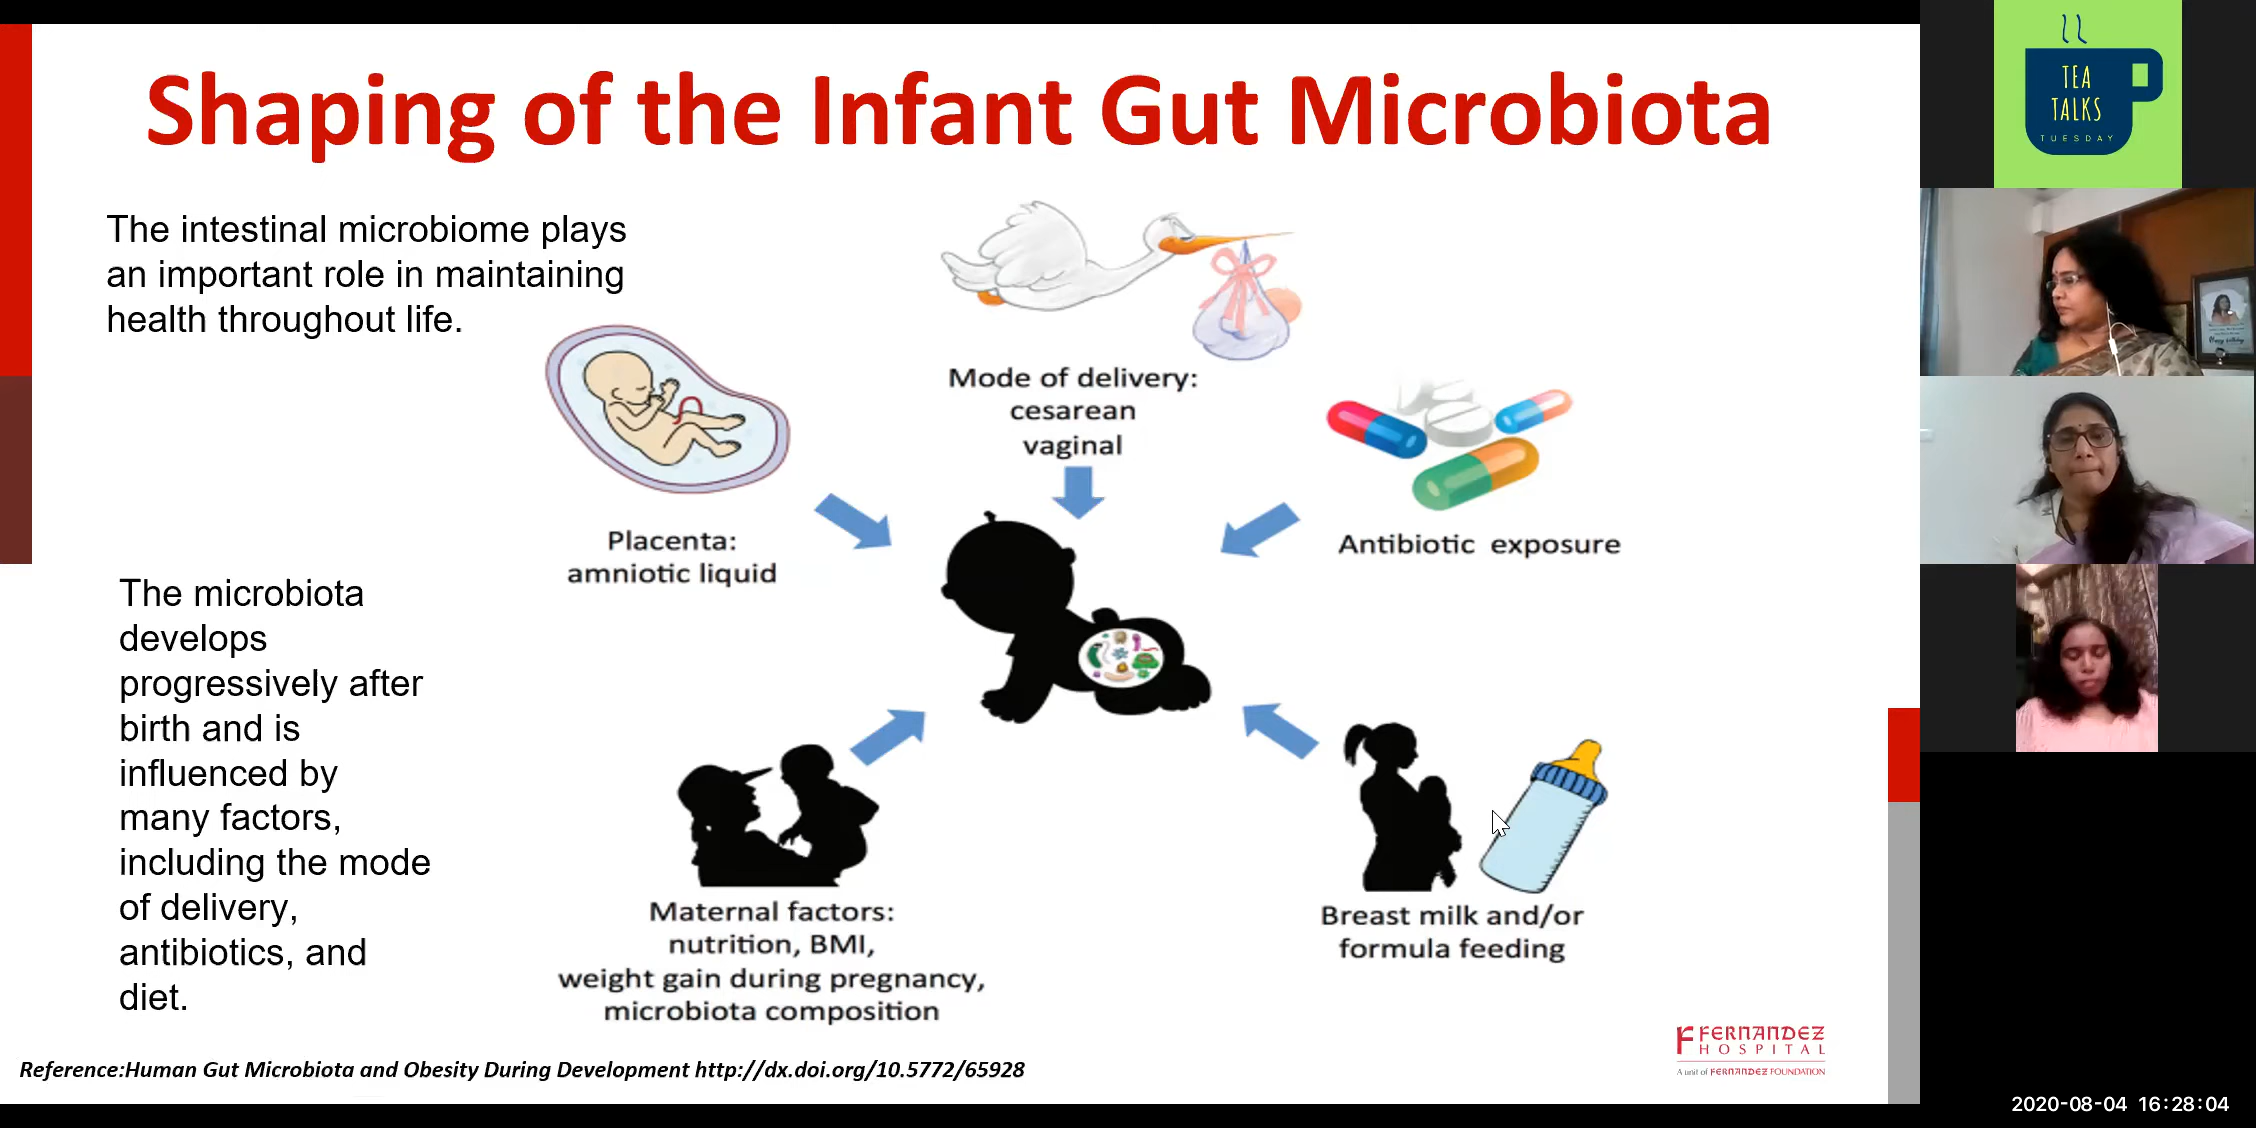 Shaping of the Infant Gut Microbiota
The intestinal microbiome plays
an important role in maintaining
health throughout life.
Mode of delivery:
cesarean
vaginal
Placenta:
amniotic liquid
Antibiotic exposure
The microbiota
develops
progressively after
birth and is
influenced by
many factors,
including the mode
of delivery,
antibiotics, and
diet.
Maternal factors:
nutrition, BMI,
weight gain during pregnancy,
microbiota composition
Breast milk and/or
formula feeding
Reference:Human Gut Microbiota and Obesity During Development http://dx.doi.org/10.5772/65928
FERNANDEZ
HOSPITAL
A unit of FERNANDEZ FOUNDATION
TEA
TALKS
TUESDAY
2020-08-04 16:28:04